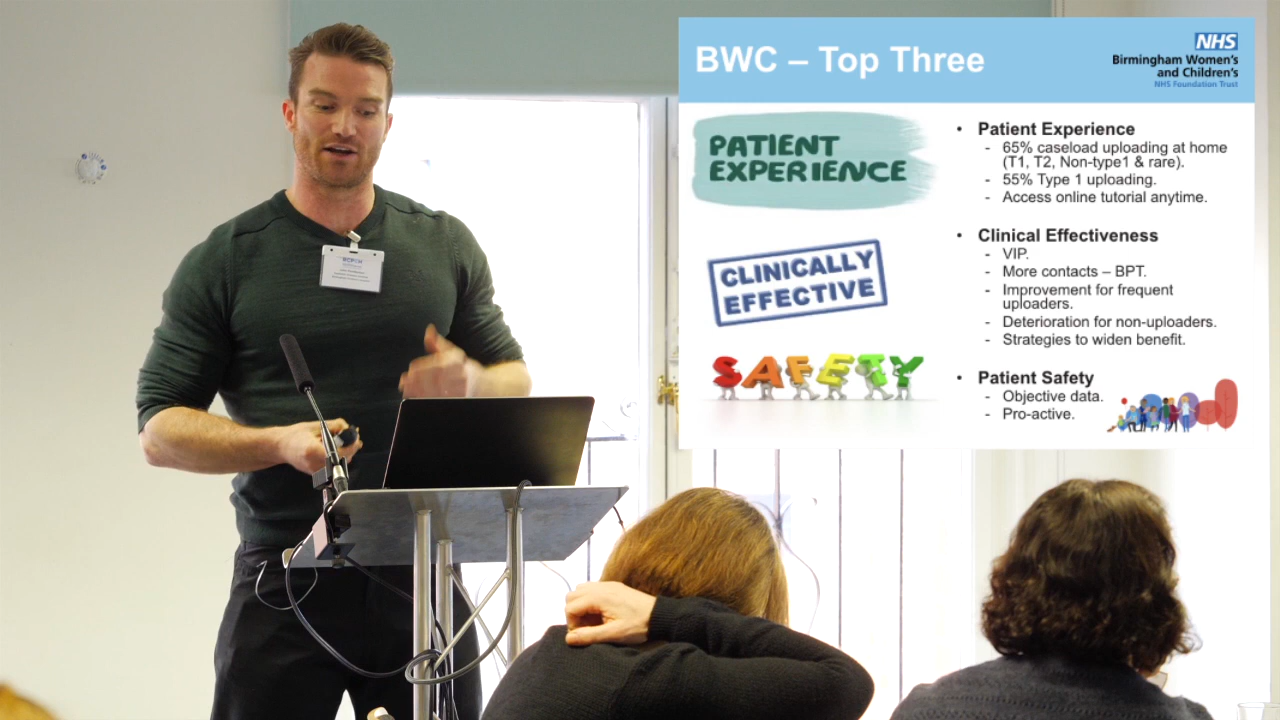 BWC – Top Three
NHS
Birmingham Women's
and Children's
NHS Foundation Trust
PATIENT
EXPERIENCE
• Patient Experience
- 65% caseload uploading at home
(T1, T2, Non-type1 & rare).
- 55% Type 1 uploading.
- Access online tutorial anytime.
CLINICALLY
EFFECTIVE
• Clinical Effectiveness
- VIP.
- More contacts – BPT.
- Improvement for frequent
uploaders.
- Deterioration for non-uploaders.
- Strategies to widen benefit.
SAFETY
• Patient Safety
- Objective data.
- Pro-active.
RCPCH